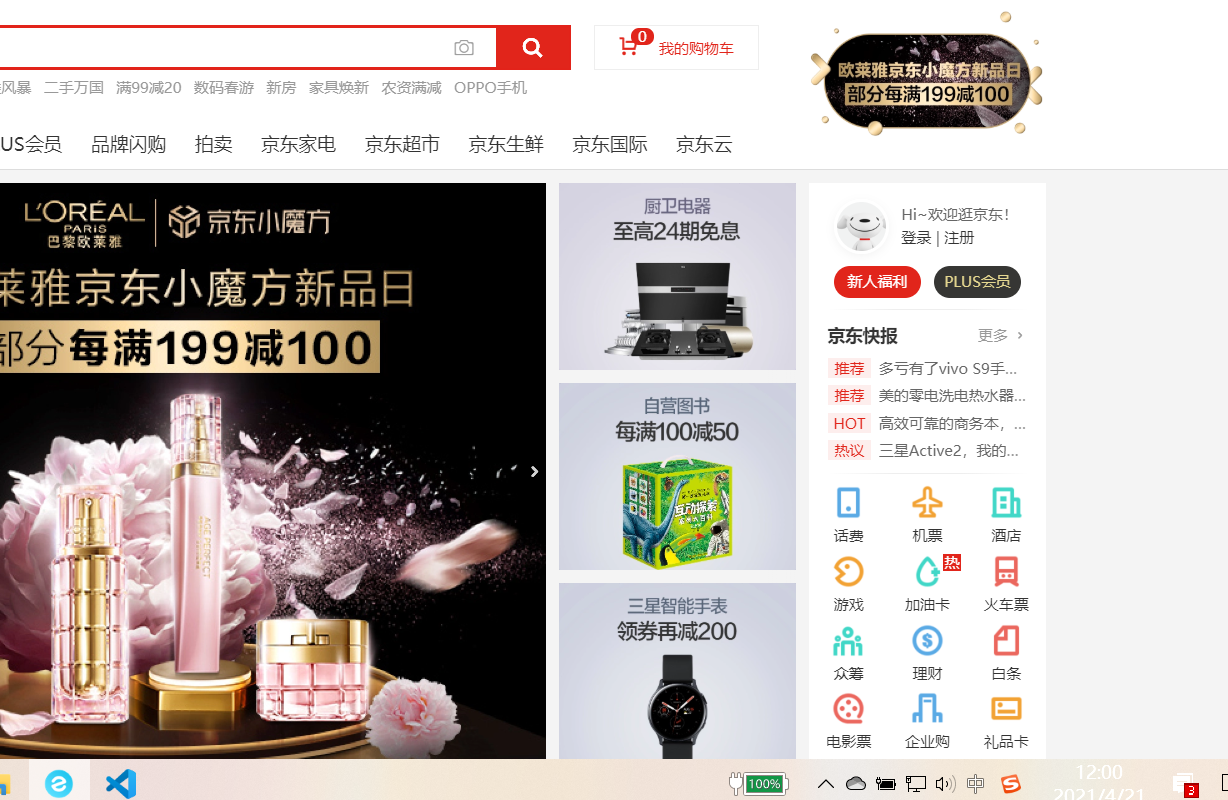 0
我的购物车
欧莱雅京东小魔方新品日
部分每满199减100
风暴 二手万国 满99减20 数码春游 新房 家具焕新 农资满减 OPPO手机
US会员 品牌闪购 拍卖 京东家电 京东超市 京东生鲜 京东国际 京东云
L'ORÉAL
PARIS
巴黎欧莱雅
京东小魔方
莱雅京东小魔方新品日
部分每满199减100
厨卫电器
至高24期免息
自营图书
每满100减50
互动探索
三星智能手表
领券再减200
Hi~欢迎逛京东!
登录 | 注册
新人福利 PLUS会员
京东快报 更多 ›
推荐 多亏有了vivo S9手...
推荐 美的零电洗电热水器...
HOT 高效可靠的商务本，...
热议 三星Active2，我的...
话费 机票 酒店
热
游戏 加油卡 火车票
众筹 理财 白条
电影票 企业购 礼品卡
100%
中
12:00
2021/4/21
3